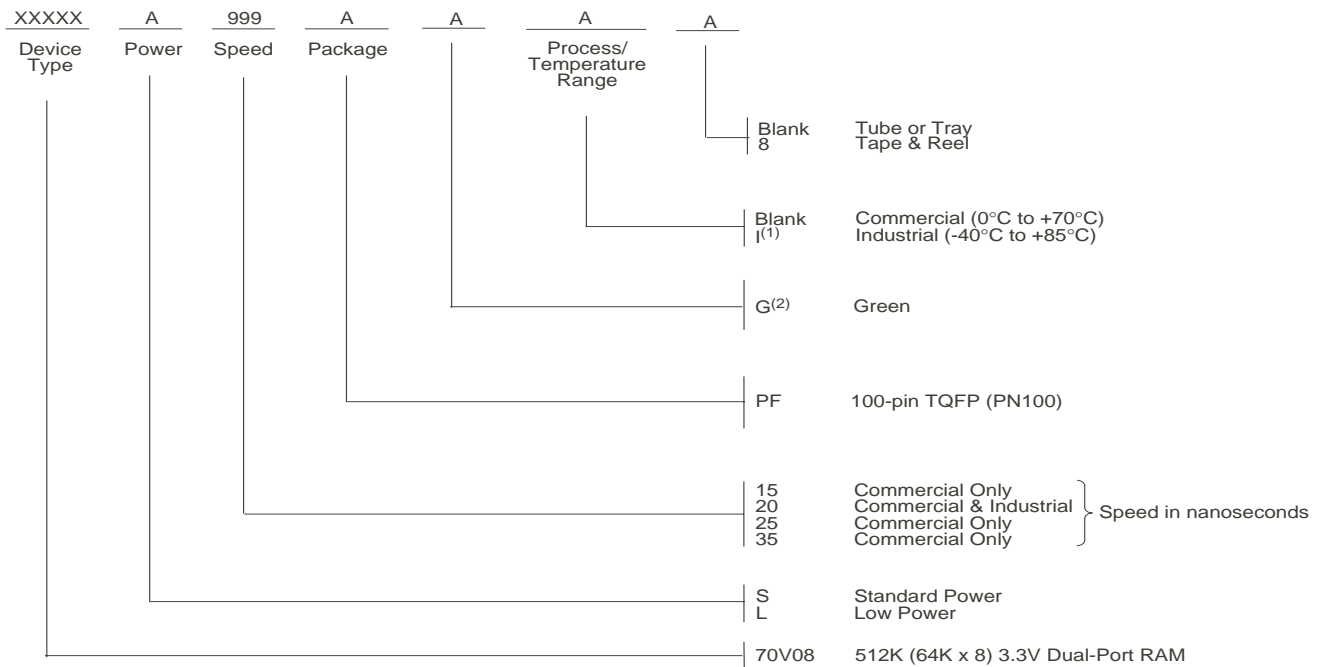 XXXXX A 999 A A A A
Device Type
Power
Speed
Package
Process/
Temperature
Range
Blank Tube or Tray
8 Tape & Reel
Blank Commercial (0°C to +70°C)
I(1) Industrial (-40°C to +85°C)
G(2) Green
PF 100-pin TQFP (PN100)
15 Commercial Only
20 Commercial & Industrial
25 Commercial Only
35 Commercial Only
Speed in nanoseconds
S Standard Power
L Low Power
70V08 512K (64K x 8) 3.3V Dual-Port RAM